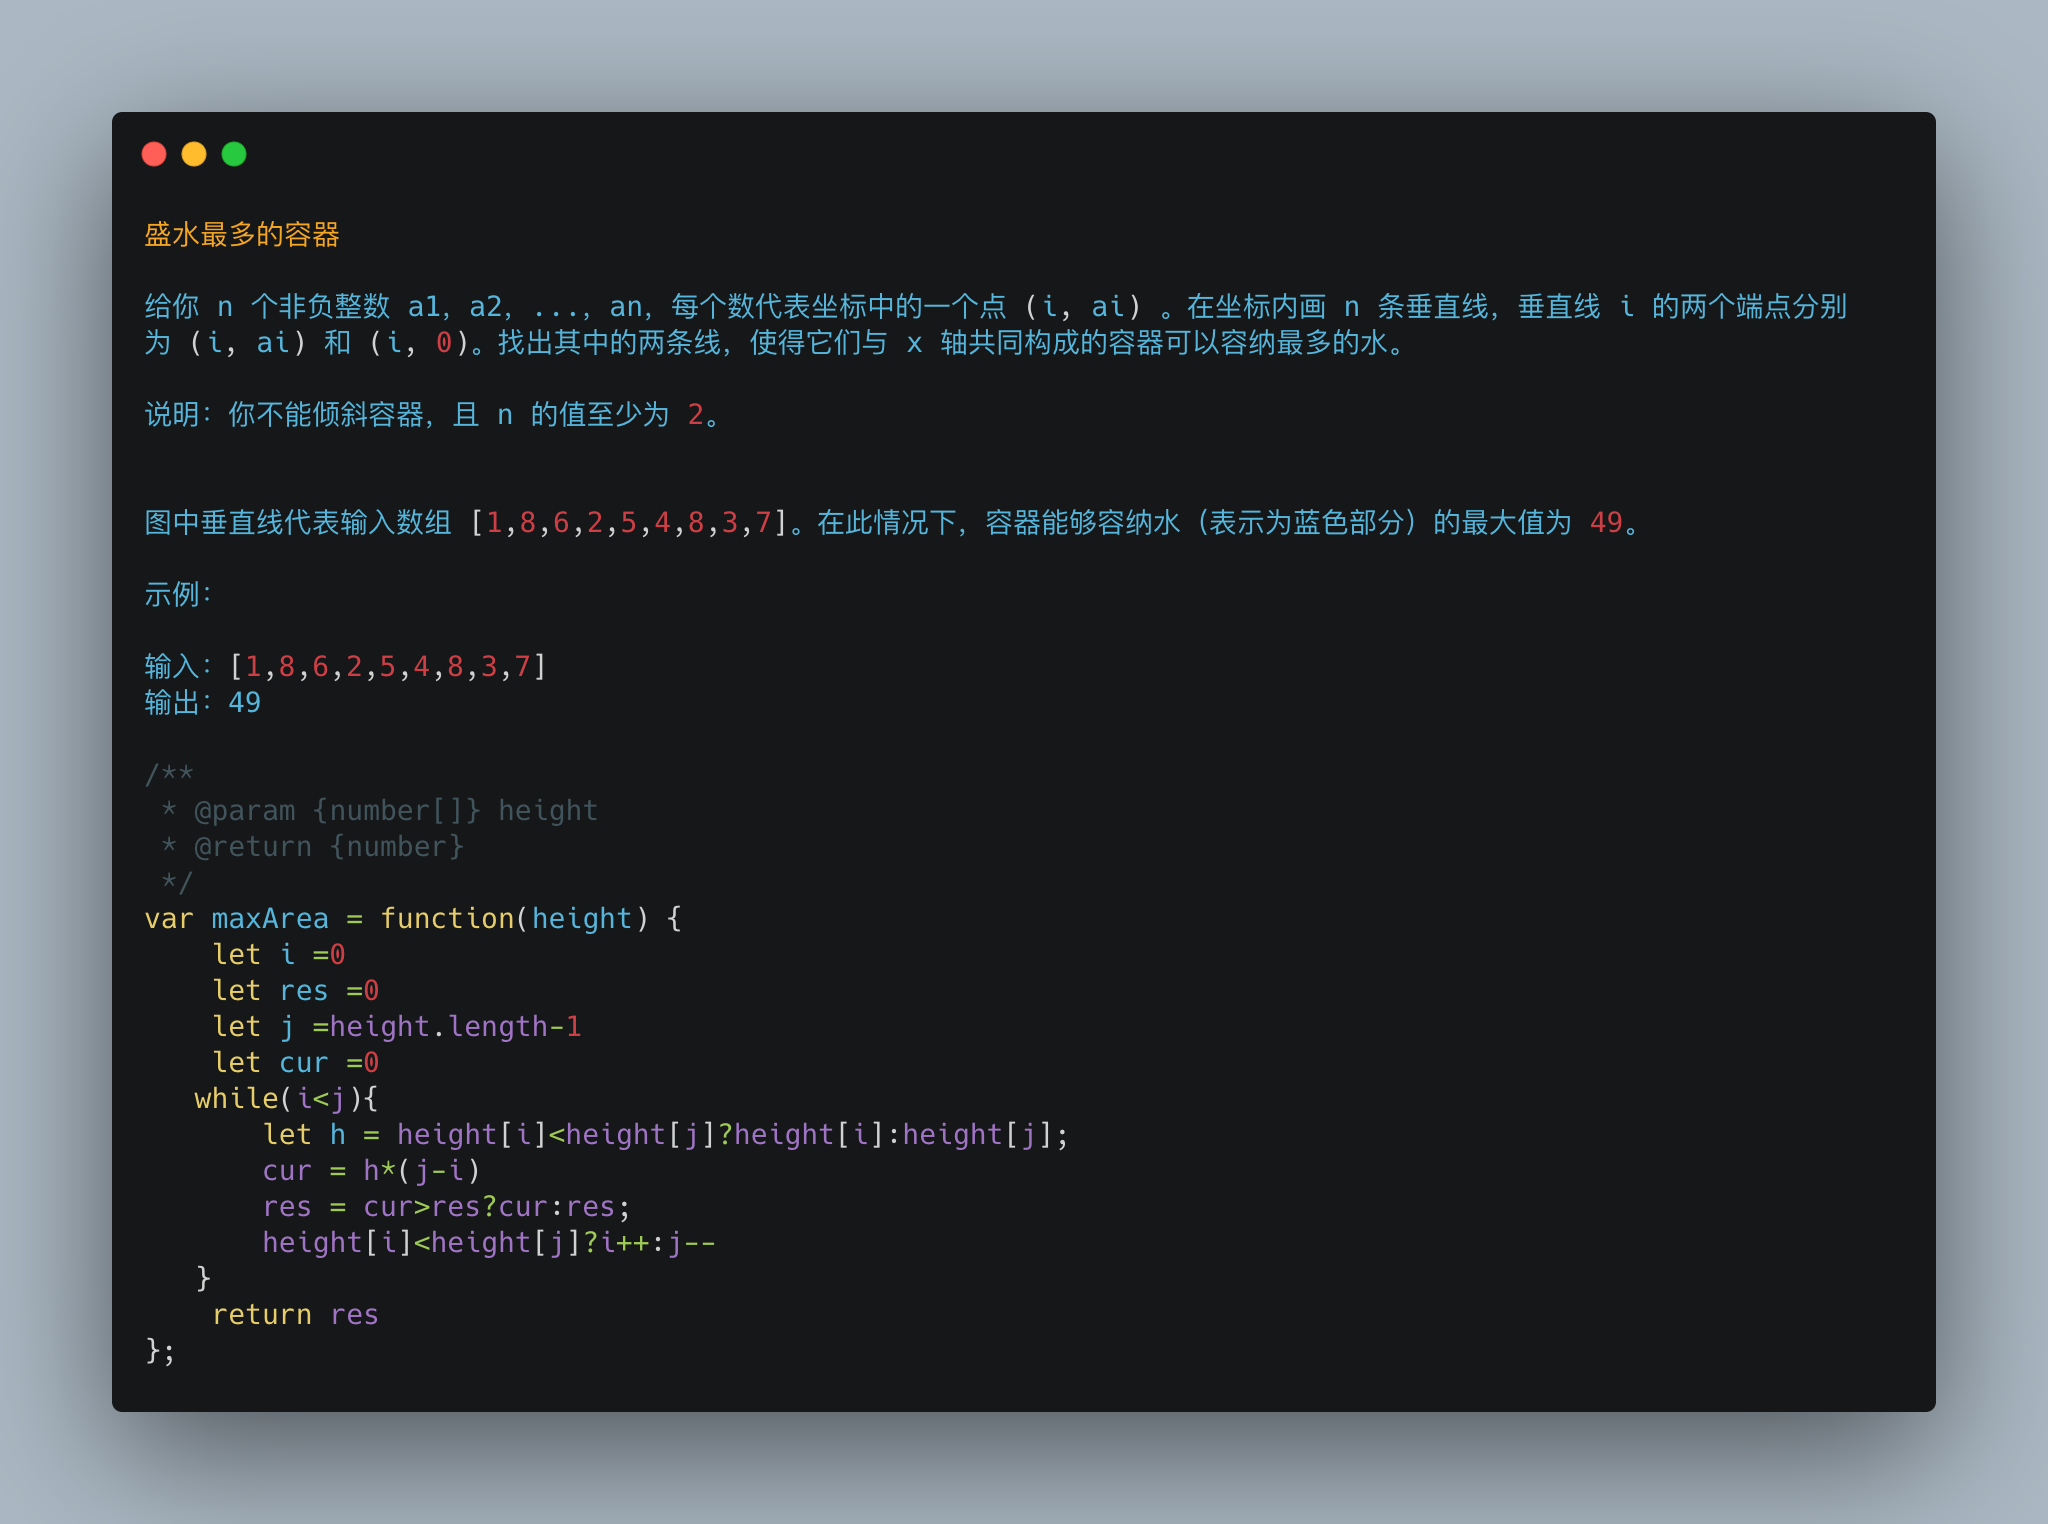 盛水最多的容器
给你 n 个非负整数 a1，a2，...，an，每个数代表坐标中的一个点 (i, ai) 。在坐标内画 n 条垂直线，垂直线 i 的两个端点分别
为 (i, ai) 和 (i, 0)。找出其中的两条线，使得它们与 x 轴共同构成的容器可以容纳最多的水。
说明：你不能倾斜容器，且 n 的值至少为 2。
图中垂直线代表输入数组 [1,8,6,2,5,4,8,3,7]。在此情况下，容器能够容纳水（表示为蓝色部分）的最大值为 49。
示例：
输入：[1,8,6,2,5,4,8,3,7]
输出：49
/**
 * @param {number[]} height
 * @return {number}
 */
var maxArea = function(height) {
    let i =0
    let res =0
    let j =height.length-1
    let cur =0
   while(i<j){
       let h = height[i]<height[j]?height[i]:height[j];
       cur = h*(j-i)
       res = cur>res?cur:res;
       height[i]<height[j]?i++:j--
   }
    return res
};